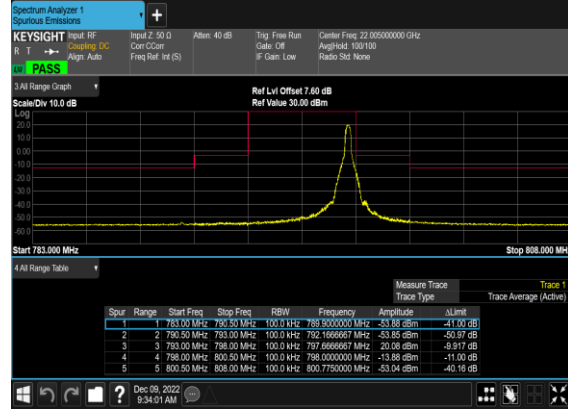 Spectrum Analyzer 1
Spurious Emissions
+
KEYSIGHT Input: RF Input Z: 50 Ω Atten: 40 dB Trig: Free Run Center Freq: 22.005000000 GHz
R T Coupling: DC Corr CCorr Gate: Off Avg|Hold: 100/100
Align: Auto Freq Ref: Int (S) IF Gain: Low Radio Std: None
PASS
3 All Range Graph
Ref Lvl Offset 7.60 dB
Scale/Div 10.0 dB Ref Value 30.00 dBm
Log
20.0
10.0
0.00
-10.0
-20.0
-30.0
-40.0
-50.0
-60.0
Start 783.000 MHz Stop 808.000 MH
4 All Range Table
Measure Trace Trace 1
Trace Type Trace Average (Active)
Spur Range Start Freq Stop Freq RBW Frequency Amplitude ΔLimit
1 1 783.00 MHz 790.50 MHz 100.0 kHz 789.9000000 MHz -53.88 dBm -41.00 dB
2 2 790.50 MHz 793.00 MHz 100.0 kHz 792.1666667 MHz -53.85 dBm -50.97 dB
3 3 793.00 MHz 798.00 MHz 100.0 kHz 797.6666667 MHz 20.08 dBm -9.917 dB
4 4 798.00 MHz 800.50 MHz 100.0 kHz 798.0000000 MHz -13.88 dBm -11.00 dB
5 5 800.50 MHz 808.00 MHz 100.0 kHz 800.7750000 MHz -53.04 dBm -40.16 dB
? Dec 09, 2022
9:34:01 AM